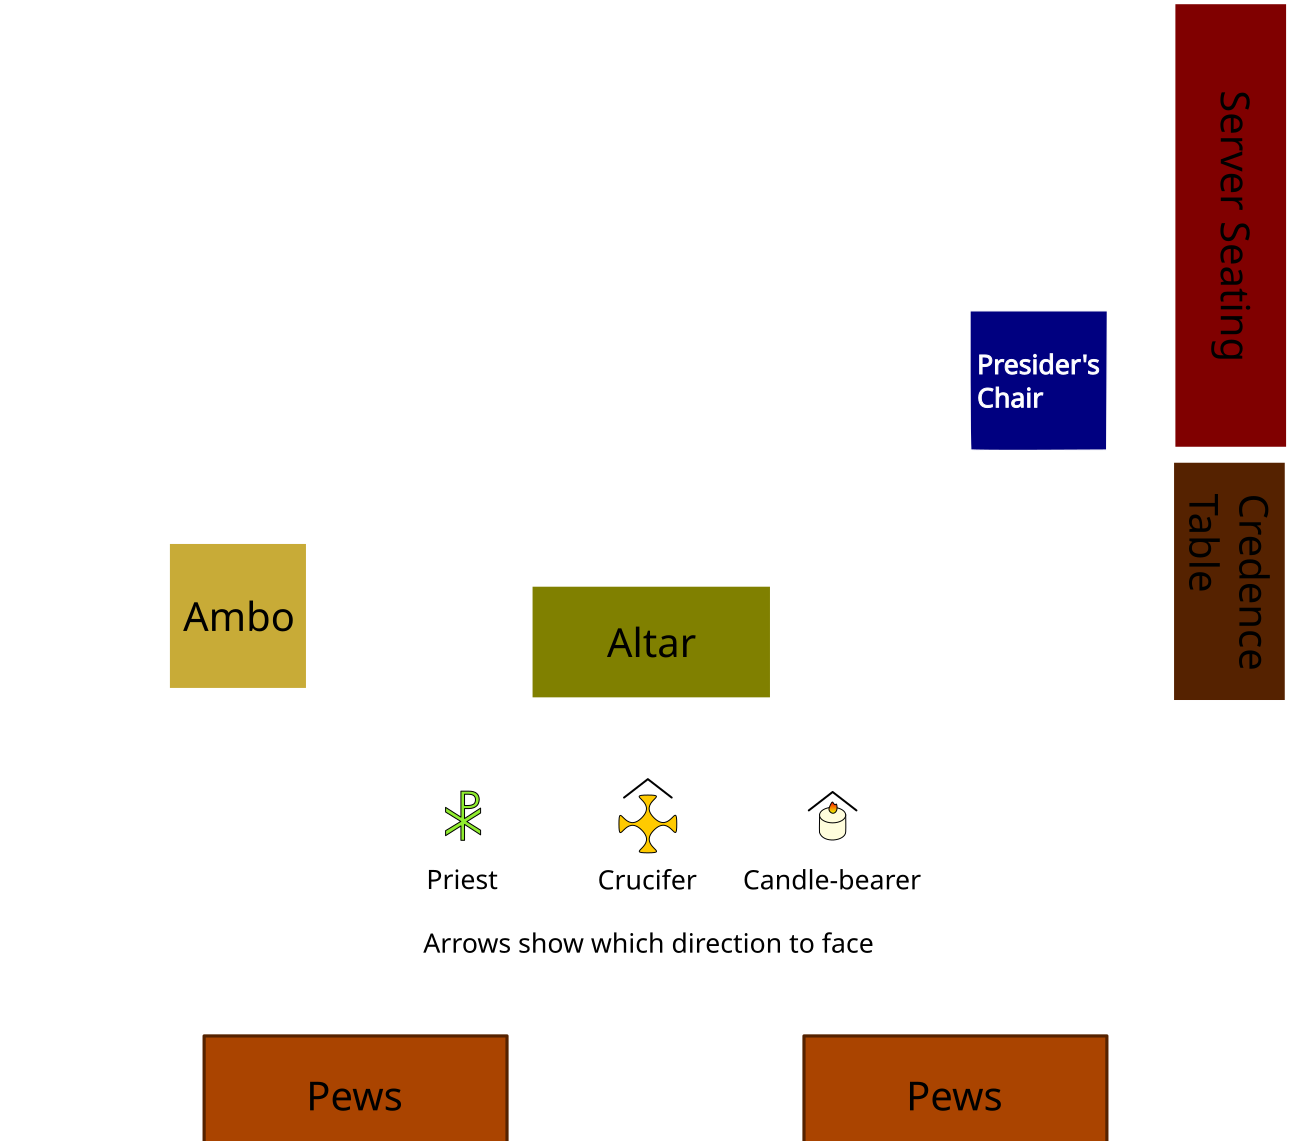 Server Seating
Presider's
Chair
Credence
Table
Ambo
Altar
Priest
Crucifer
Candle-bearer
Arrows show which direction to face
Pews
Pews